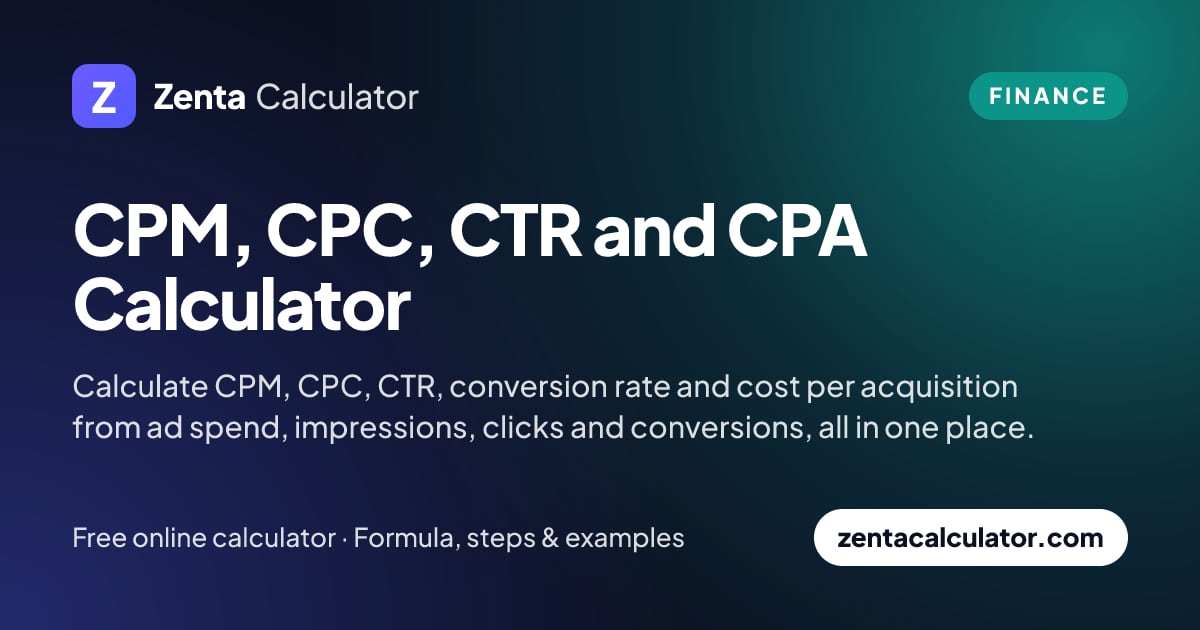 Z
Zenta Calculator
FINANCE
CPM, CPC, CTR and CPA
Calculator
Calculate CPM, CPC, CTR, conversion rate and cost per acquisition
from ad spend, impressions, clicks and conversions, all in one place.
Free online calculator · Formula, steps & examples
zentacalculator.com